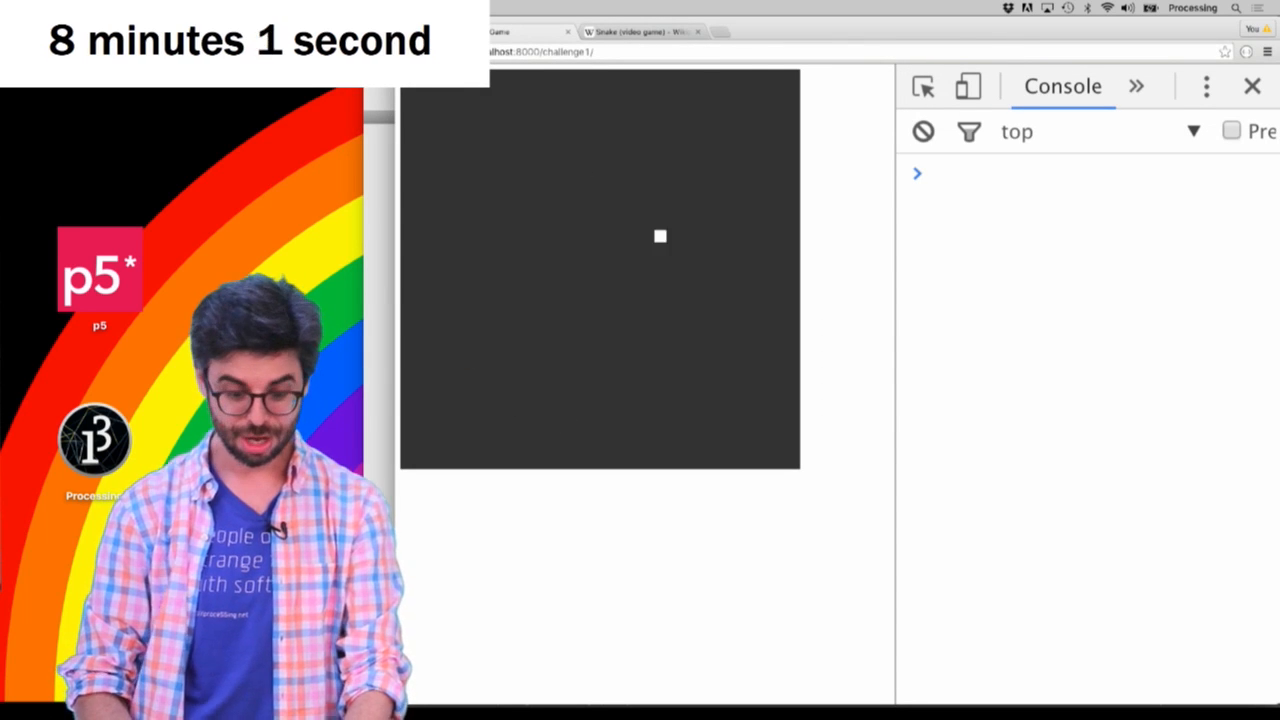 8 minutes 1 second
Processing
Game
Snake (video game) - Wiki
You
alhost:8000/challenge1/
Console
top
Pre
p5*
p5
Processing
eople o
trange
ith soft
processing.net